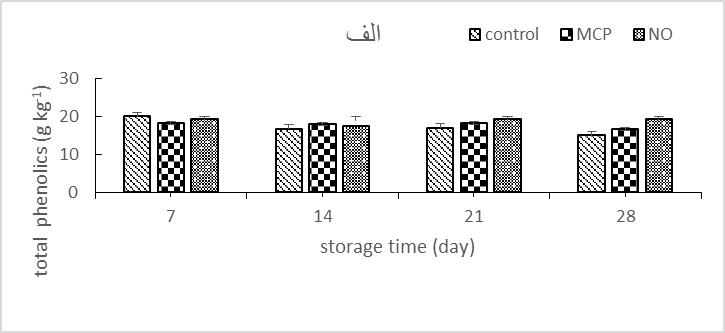 الف
control MCP NO
total phenolics (g kg-1)
30
20
10
0
7 14 21 28
storage time (day)